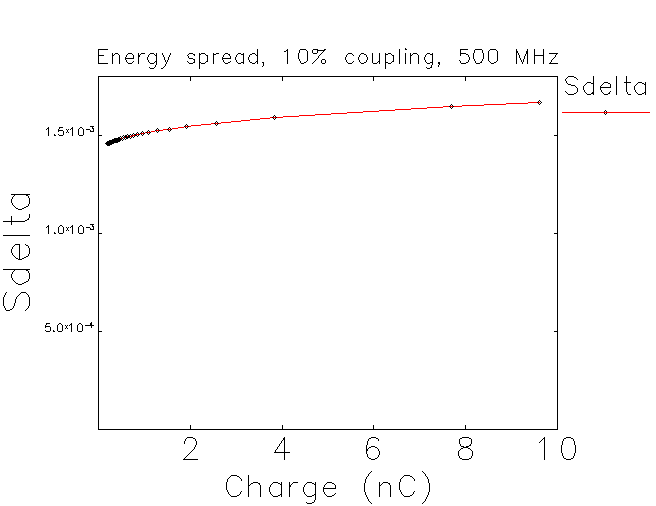 Energy spread, 10% coupling, 500 MHz
Sdelta
1.5×10⁻³
1.0×10⁻³
5.0×10⁻⁴
Sdelta
2 4 6 8 10
Charge (nC)